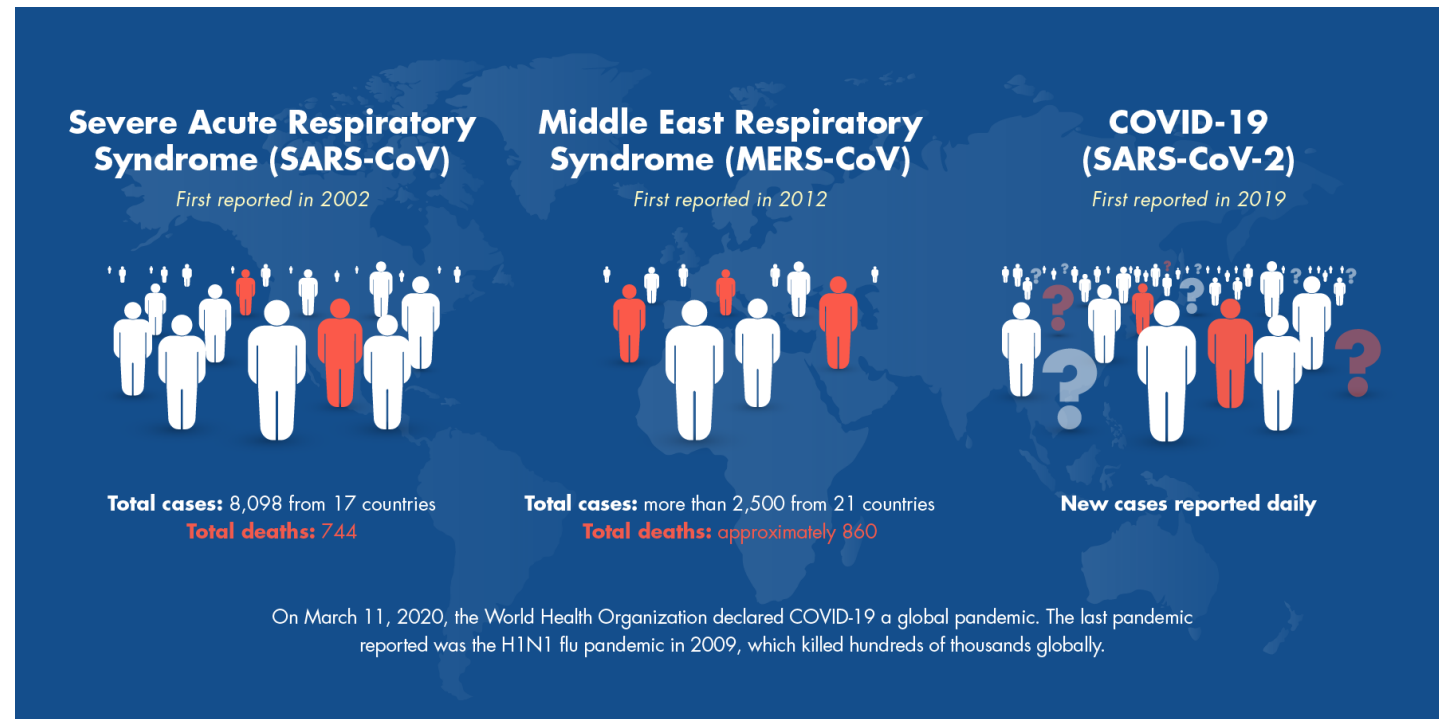 Severe Acute Respiratory
Syndrome (SARS-CoV)
First reported in 2002
Total cases: 8,098 from 17 countries
Total deaths: 744
Middle East Respiratory
Syndrome (MERS-CoV)
First reported in 2012
Total cases: more than 2,500 from 21 countries
Total deaths: approximately 860
COVID-19
(SARS-CoV-2)
First reported in 2019
? ? ? ? ? ? ? ?
New cases reported daily
On March 11, 2020, the World Health Organization declared COVID-19 a global pandemic. The last pandemic
reported was the H1N1 flu pandemic in 2009, which killed hundreds of thousands globally.